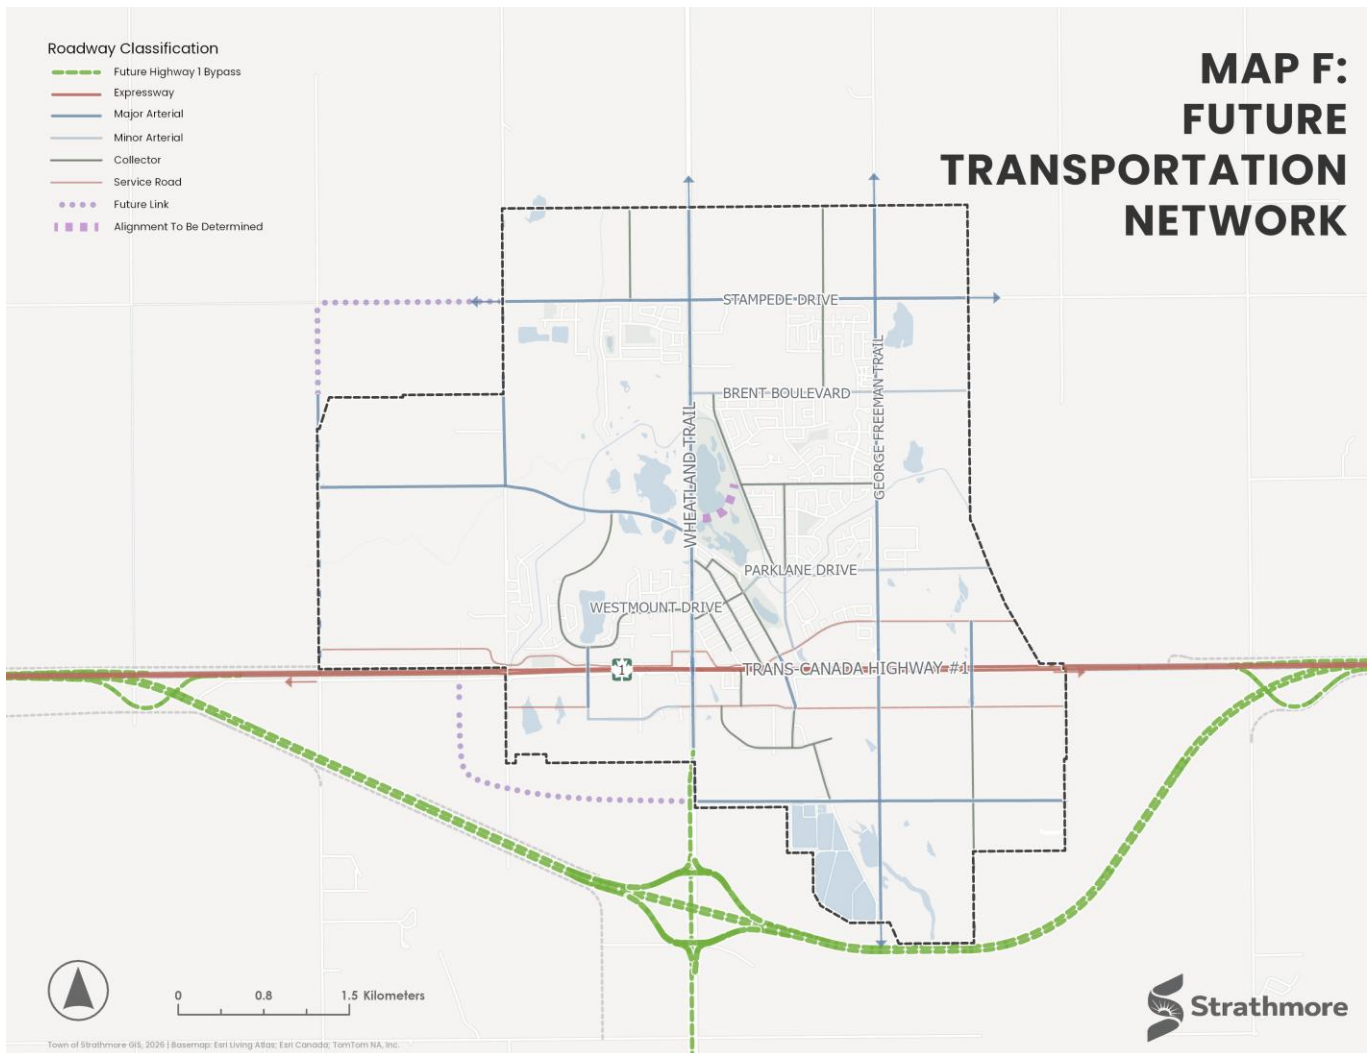 Roadway Classification
Future Highway 1 Bypass
Expressway
Major Arterial
Minor Arterial
Collector
Service Road
Future Link
Alignment To Be Determined
MAP F:
FUTURE
TRANSPORTATION
NETWORK
STAMPEDE DRIVE
BRENT BOULEVARD
WHEATLAND TRAIL
GEORGE FREEMAN TRAIL
PARKLANE DRIVE
WESTMOUNT DRIVE
1
TRANS-CANADA HIGHWAY #1
0 0.8 1.5 Kilometers
Strathmore
Town of Strathmore GIS, 2026 | Basemap: Esri Living Atlas; Esri Canada; TomTom NA, Inc.